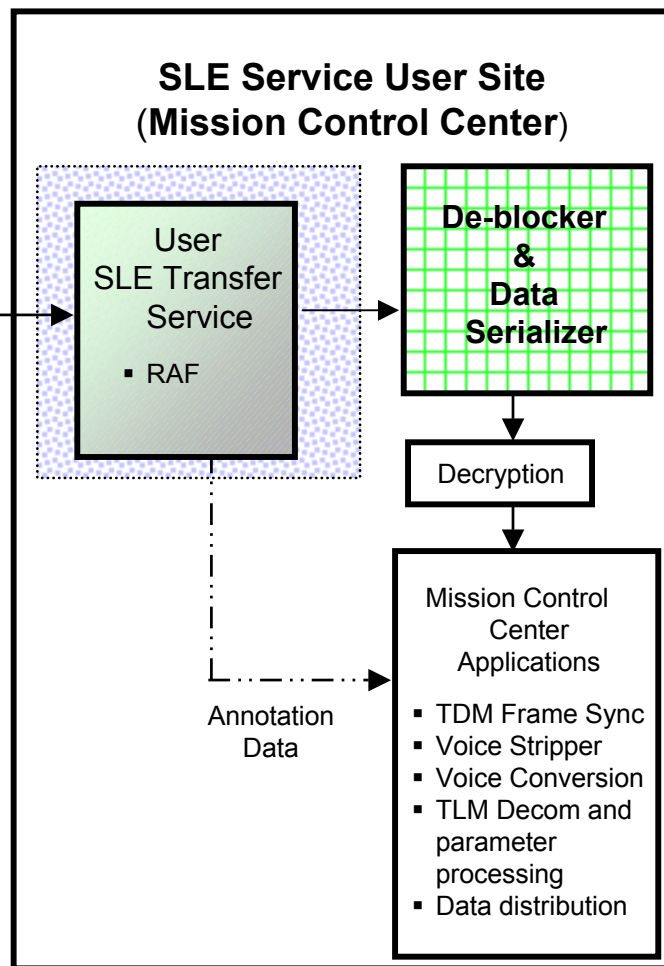 SLE Service User Site
(Mission Control Center)
User
SLE Transfer
Service
▪ RAF
De-blocker
&
Data
Serializer
Decryption
Mission Control
Center
Applications
▪ TDM Frame Sync
▪ Voice Stripper
▪ Voice Conversion
▪ TLM Decom and
parameter
processing
▪ Data distribution
Annotation
Data